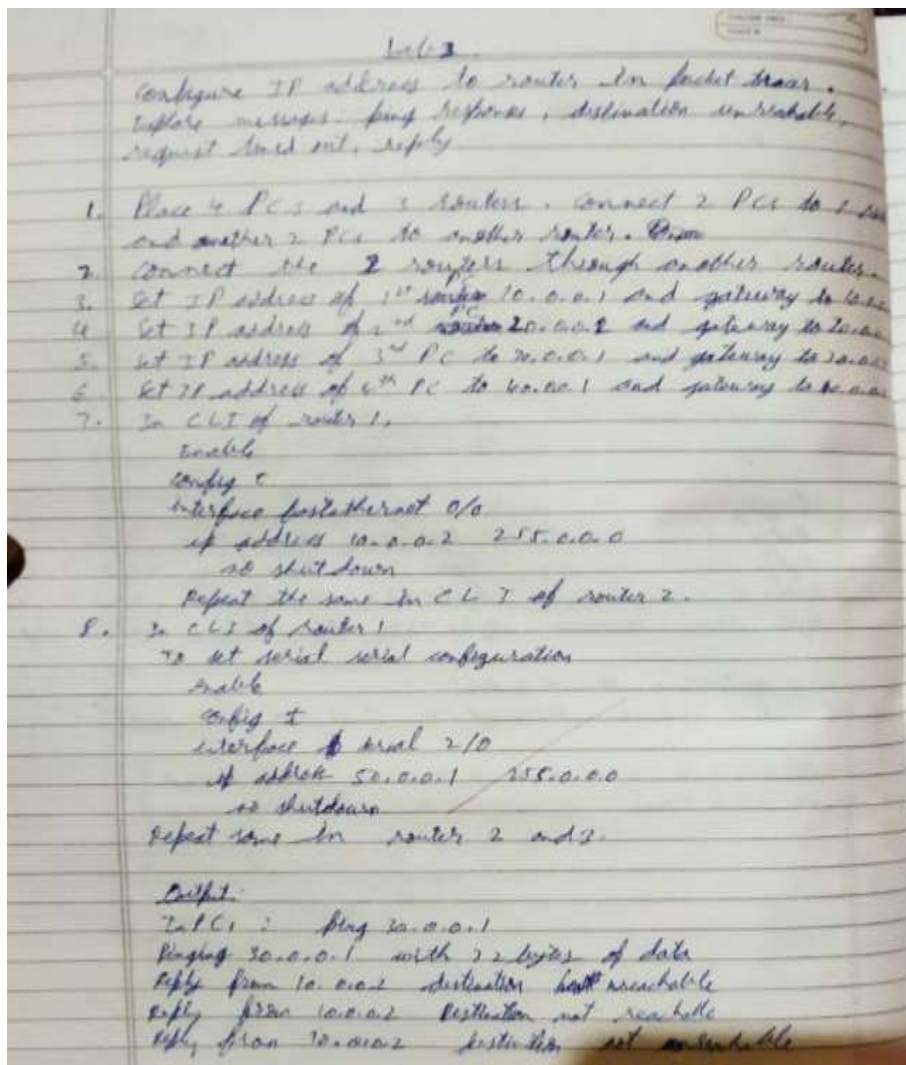 Lab-3
Configure IP address to router in packet tracer.
Explore messages: ping response, destination unreachable,
request timed out, reply
1. Place 4 PCs and 3 routers. Connect 2 PCs to 1
and another 2 PCs to another router.
2. Connect the 2 routers through another router.
3. Set IP address of 1st PC 10.0.0.1 and gateway to
4 Set IP address of 2nd PC 20.0.0.1 and gateway to
5. Set IP address of 3rd PC to 30.0.0.1 and gateway to
6 Set IP address of 4th PC to 40.0.0.1 and gateway to
7. In CLI of router 1,
Enable
config t
interface fastethernet 0/0
ip address 10.0.0.2 255.0.0.0
no shut down
Repeat the same in CLI of router 2.
8. In CLI of router 1
To set serial serial configuration
Enable
config t
interface serial 2/0
ip address 50.0.0.1 255.0.0.0
no shutdown
Repeat same in router 2 and 3.
Output:
ping 30.0.0.1
Pinging 30.0.0.1 with 32 bytes of data
Reply from 10.0.0.2 destination host unreachable
Reply from 10.0.0.2 not reachable
Reply from 10.0.0.2 not